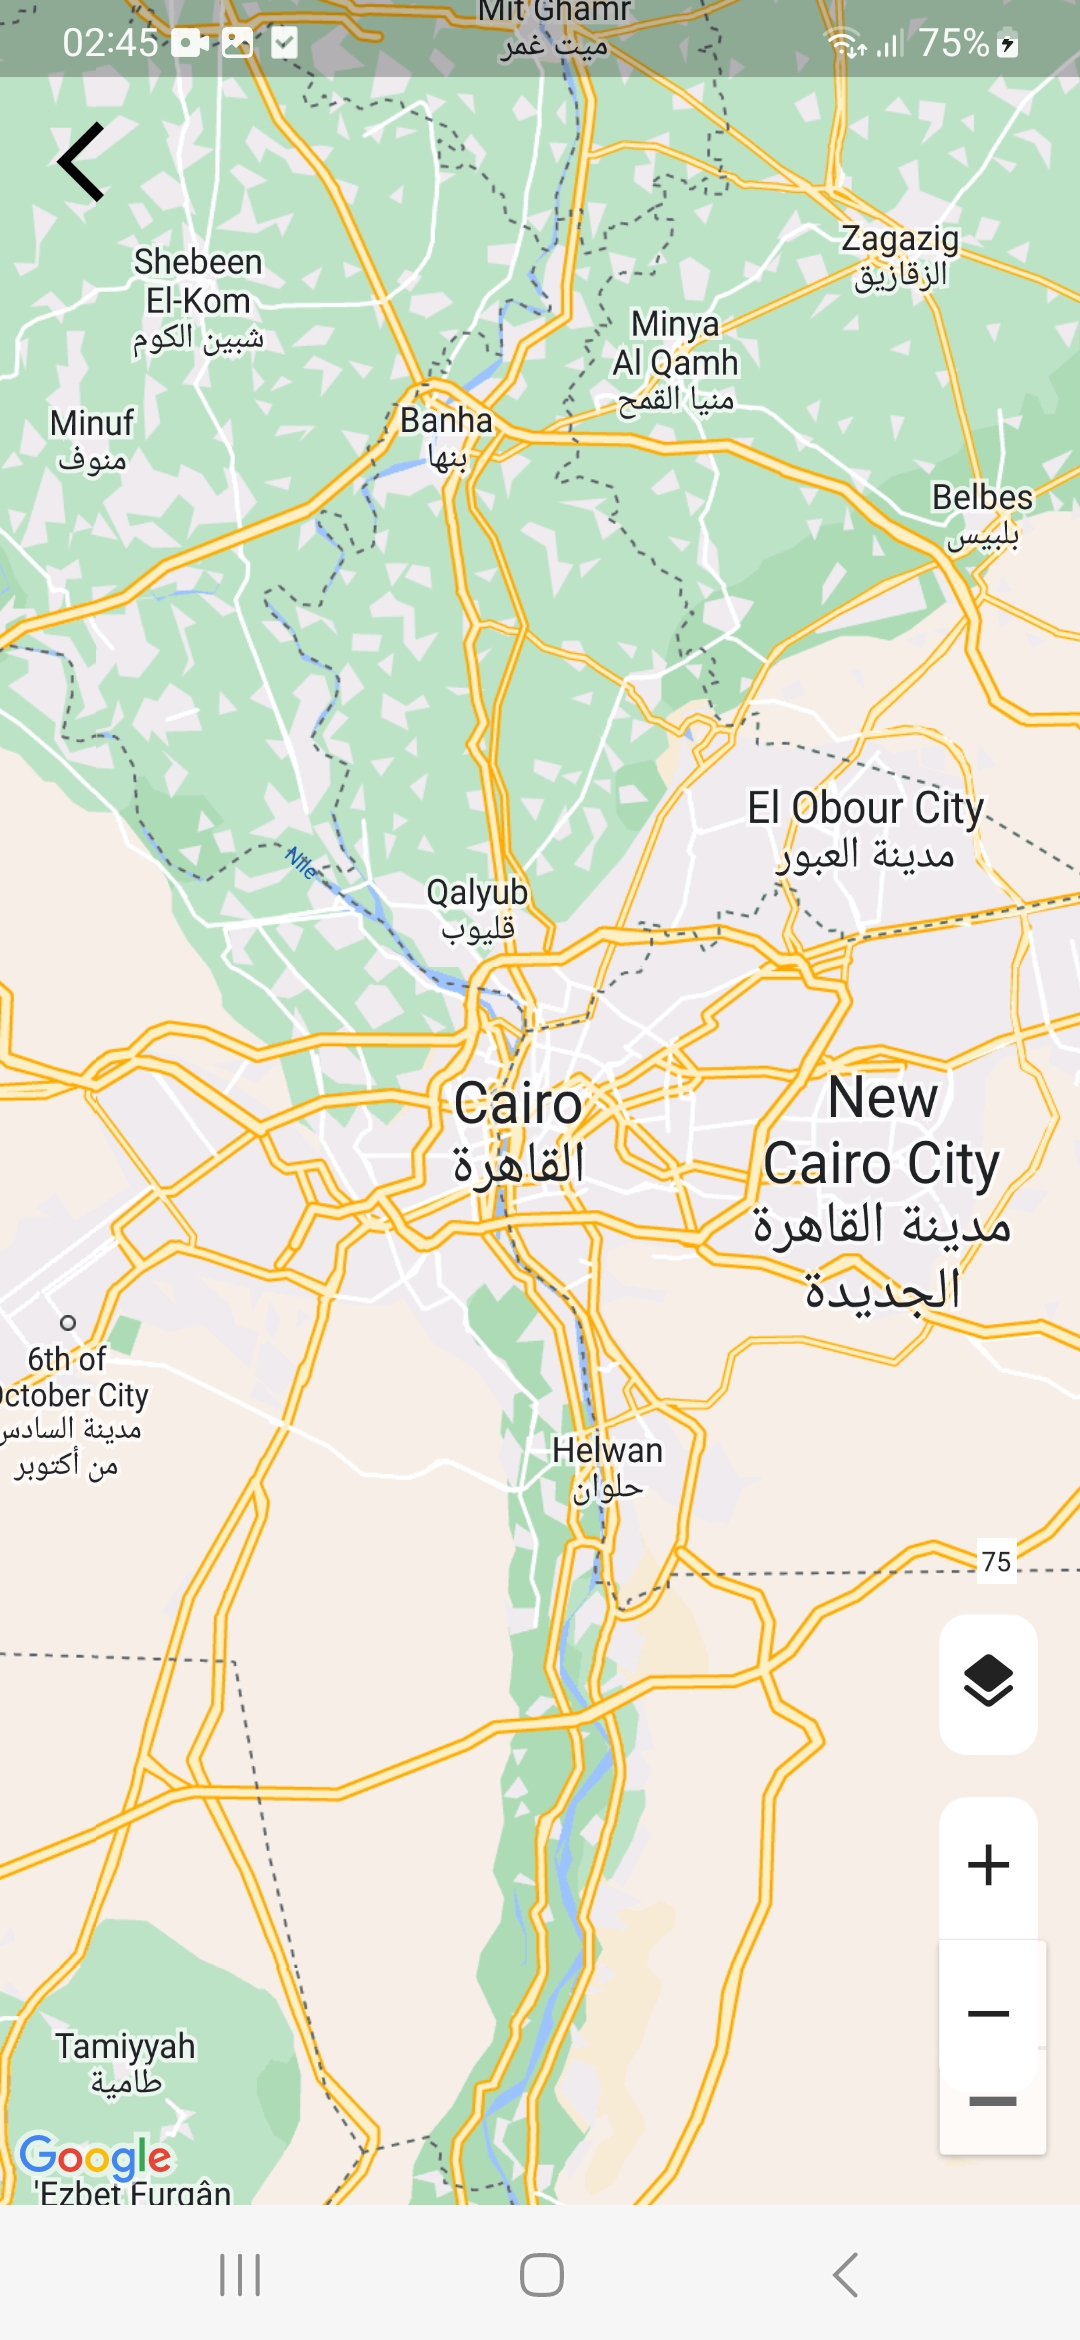 Mit Ghamr
ميت غمر
02:45
75%
Zagazig
الزقازيق
Shebeen
El-Kom
شبين الكوم
Minya
Al Qamh
منيا القمح
Minuf
منوف
Banha
بنها
Belbes
بلبيس
El Obour City
مدينة العبور
Nile
Qalyub
قليوب
Cairo
القاهرة
New
Cairo City
مدينة القاهرة
الجديدة
6th of
October City
مدينة السادس
من أكتوبر
Helwan
حلوان
75
Tamiyyah
طامية
Google
'Ezbet Furqân